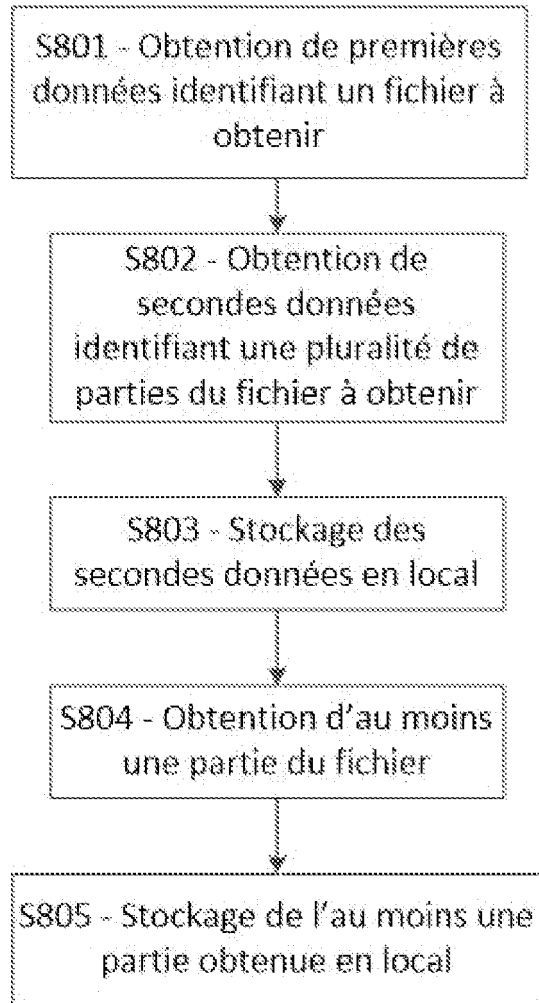 S801 - Obtention de premières
données identifiant un fichier à
obtenir
S802 - Obtention de
secondes données
identifiant une pluralité de
parties du fichier à obtenir
S803 - Stockage des
secondes données en local
S804 - Obtention d'au moins
une partie du fichier
S805 - Stockage de l'au moins une
partie obtenue en local